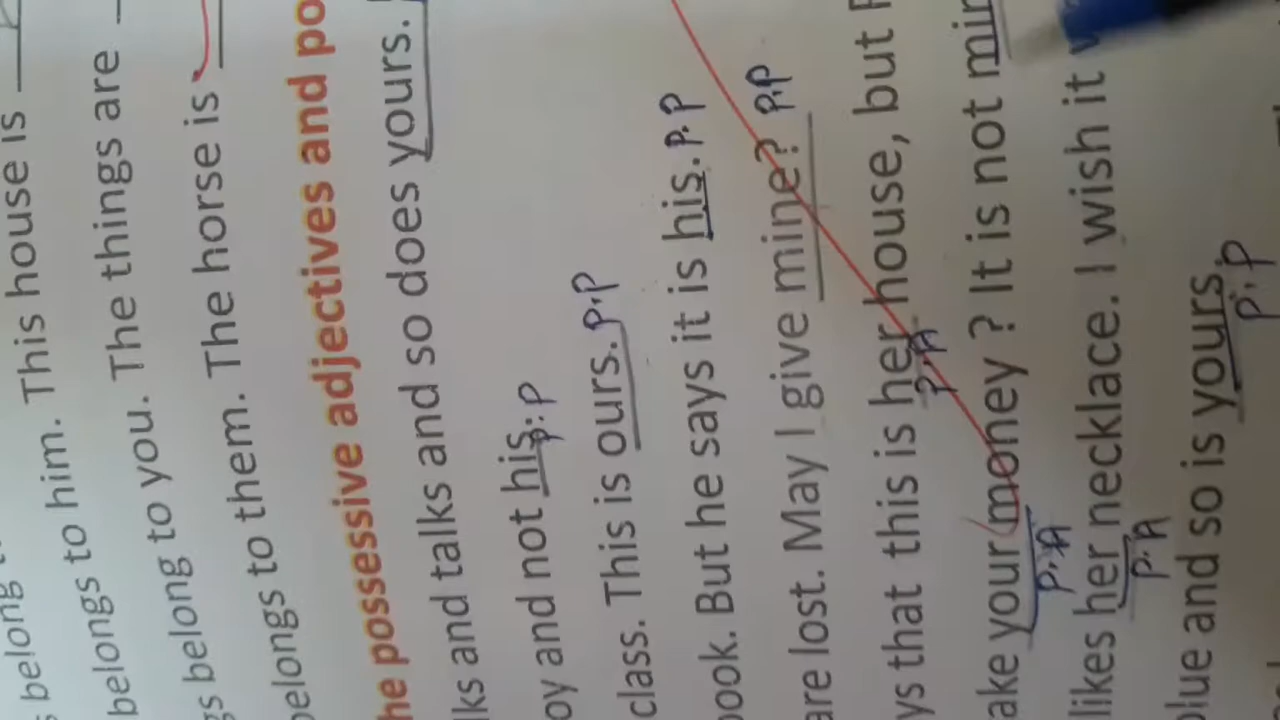 belong
belongs to him. This house is
belong to you. The things are
belongs to them. The horse is
he possessive adjectives and po
lks and talks and so does yours.
oy and not his. P.P
class. This is ours. P.P
ook. But he says it is his. P.P
are lost. May I give mine? P.P
ys that this is her house, but
P.A
ake your money ? It is not min
P.A
likes her necklace. I wish it
P.A
lue and so is yours.
P.P